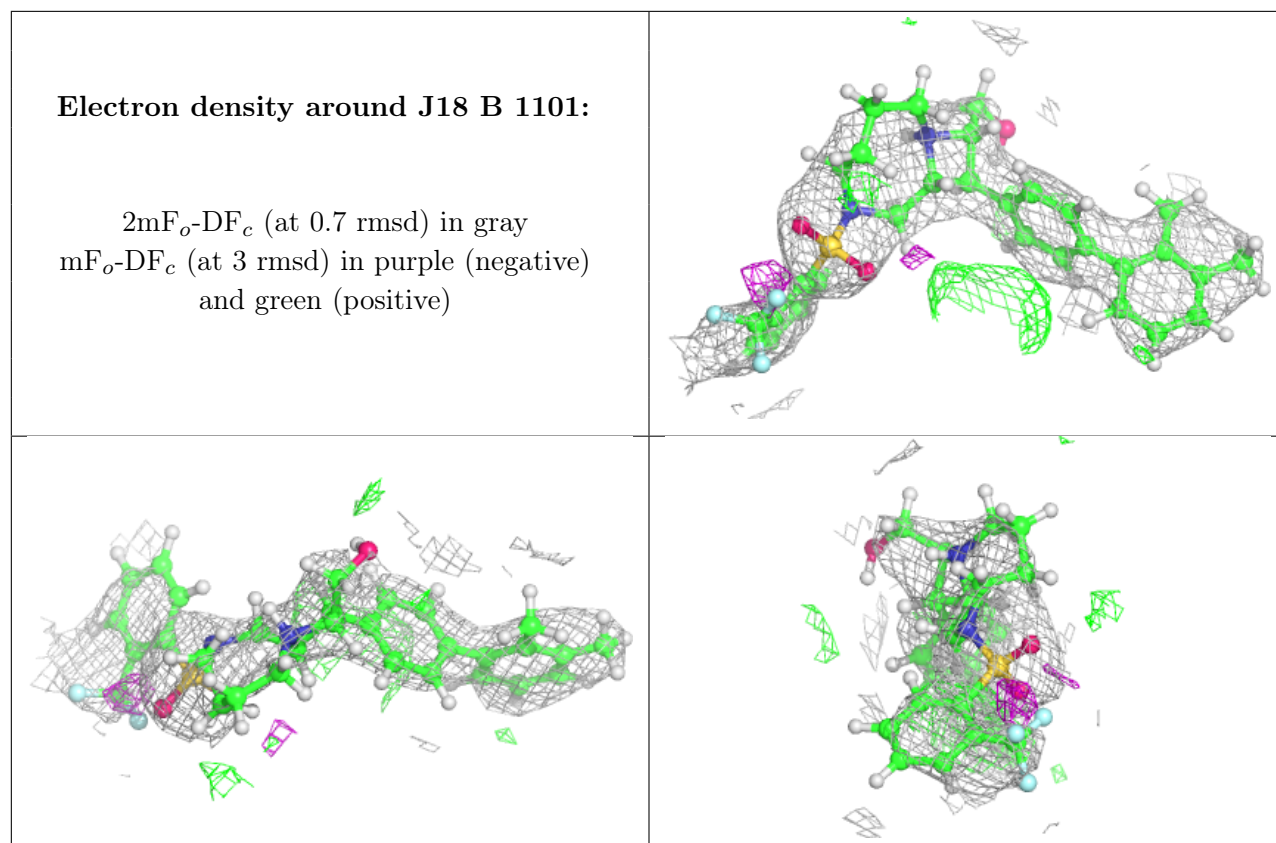 Electron density around J18 B 1101:
2mFo-DFc (at 0.7 rmsd) in gray
mFo-DFc (at 3 rmsd) in purple (negative)
and green (positive)